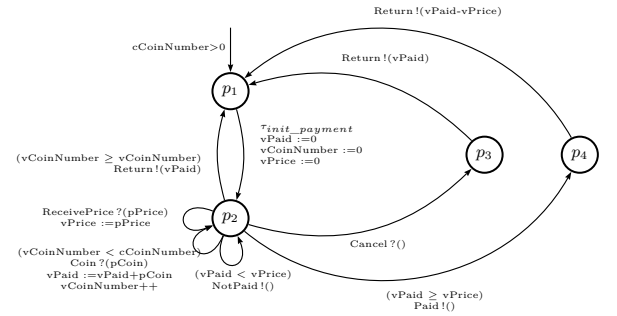 Return !(vPaid-vPrice)
cCoinNumber>0
Return !(vPaid)
p1
τinit_payment
vPaid :=0
vCoinNumber :=0
vPrice :=0
p3
p4
(vCoinNumber ≥ vCoinNumber)
Return !(vPaid)
ReceivePrice ?(pPrice)
vPrice :=pPrice
p2
(vCoinNumber < cCoinNumber)
Coin ?(pCoin)
vPaid :=vPaid+pCoin
vCoinNumber++
Cancel ?()
(vPaid < vPrice)
NotPaid !()
(vPaid ≥ vPrice)
Paid !()